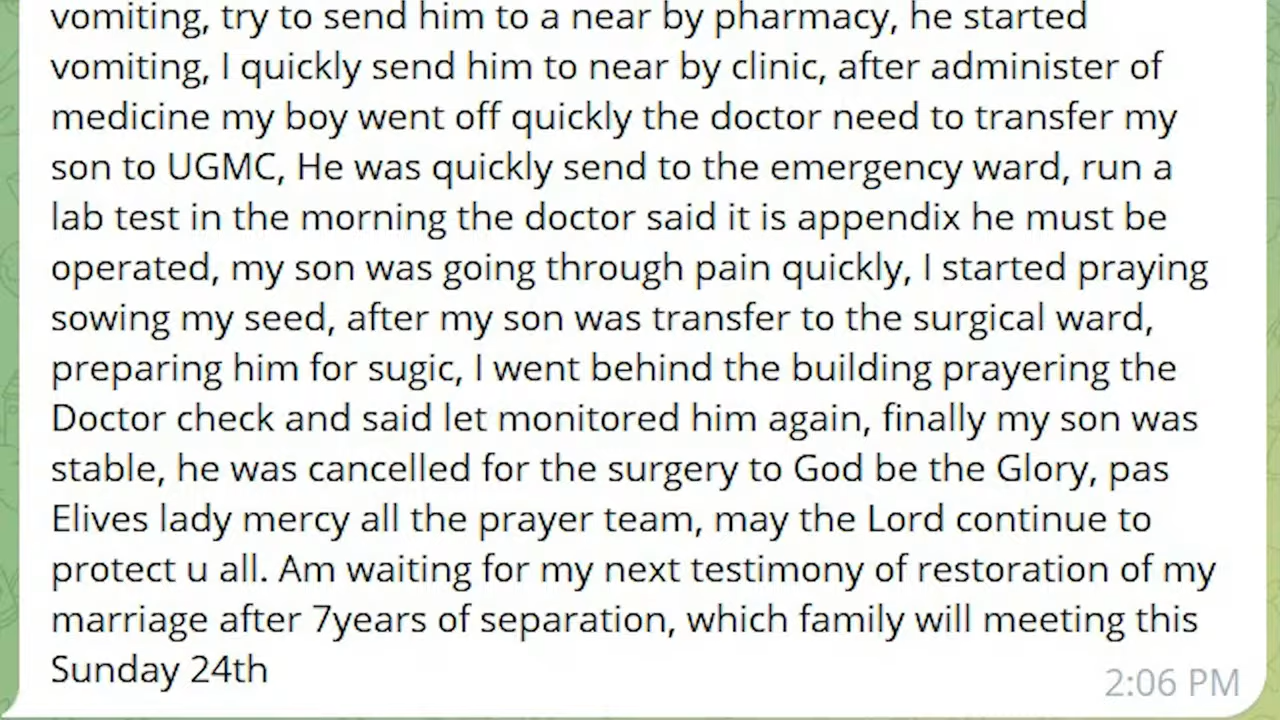 vomiting, try to send him to a near by pharmacy, he started
vomiting, I quickly send him to near by clinic, after administer of
medicine my boy went off quickly the doctor need to transfer my
son to UGMC, He was quickly send to the emergency ward, run a
lab test in the morning the doctor said it is appendix he must be
operated, my son was going through pain quickly, I started praying
sowing my seed, after my son was transfer to the surgical ward,
preparing him for sugic, I went behind the building prayering the
Doctor check and said let monitored him again, finally my son was
stable, he was cancelled for the surgery to God be the Glory, pas
Elives lady mercy all the prayer team, may the Lord continue to
protect u all. Am waiting for my next testimony of restoration of my
marriage after 7years of separation, which family will meeting this
Sunday 24th
2:06 PM